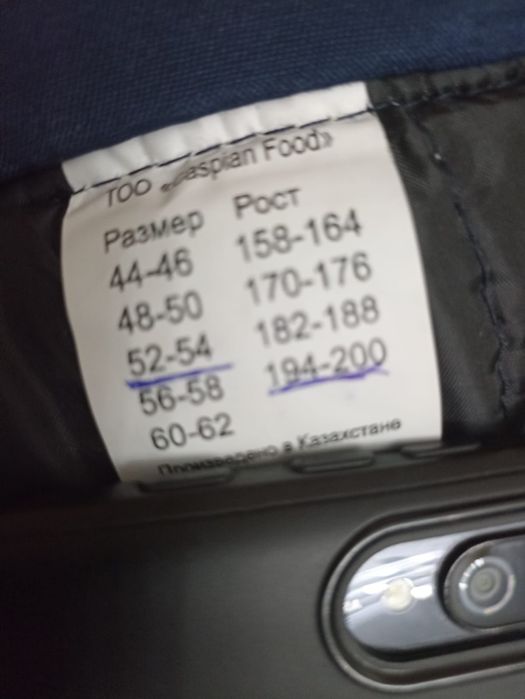 ТОО «Caspian Food»
Размер Рост
44-46 158-164
48-50 170-176
52-54 182-188
56-58 194-200
60-62
Произведено в Казахстане